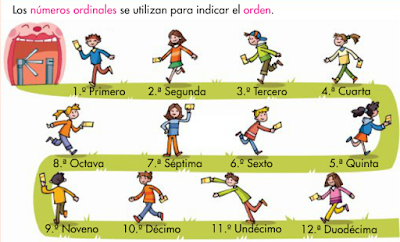 Los números ordinales se utilizan para indicar el orden.
1.º Primero 2.ª Segunda 3.º Tercero 4.ª Cuarta
8.ª Octava 7.ª Séptima 6.º Sexto 5.ª Quinta
9.º Noveno 10.º Décimo 11.º Undécimo 12.ª Duodécima